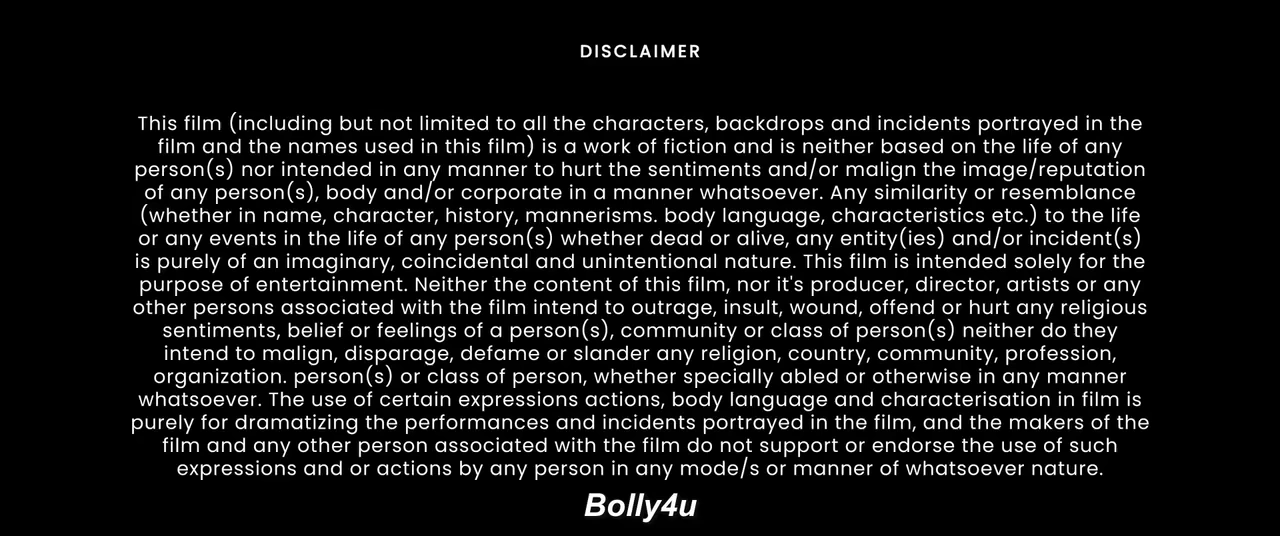 DISCLAIMER
This film (including but not limited to all the characters, backdrops and incidents portrayed in the
film and the names used in this film) is a work of fiction and is neither based on the life of any
person(s) nor intended in any manner to hurt the sentiments and/or malign the image/reputation
of any person(s), body and/or corporate in a manner whatsoever. Any similarity or resemblance
(whether in name, character, history, mannerisms. body language, characteristics etc.) to the life
or any events in the life of any person(s) whether dead or alive, any entity(ies) and/or incident(s)
is purely of an imaginary, coincidental and unintentional nature. This film is intended solely for the
purpose of entertainment. Neither the content of this film, nor it's producer, director, artists or any
other persons associated with the film intend to outrage, insult, wound, offend or hurt any religious
sentiments, belief or feelings of a person(s), community or class of person(s) neither do they
intend to malign, disparage, defame or slander any religion, country, community, profession,
organization. person(s) or class of person, whether specially abled or otherwise in any manner
whatsoever. The use of certain expressions actions, body language and characterisation in film is
purely for dramatizing the performances and incidents portrayed in the film, and the makers of the
film and any other person associated with the film do not support or endorse the use of such
expressions and or actions by any person in any mode/s or manner of whatsoever nature.
Bolly4u